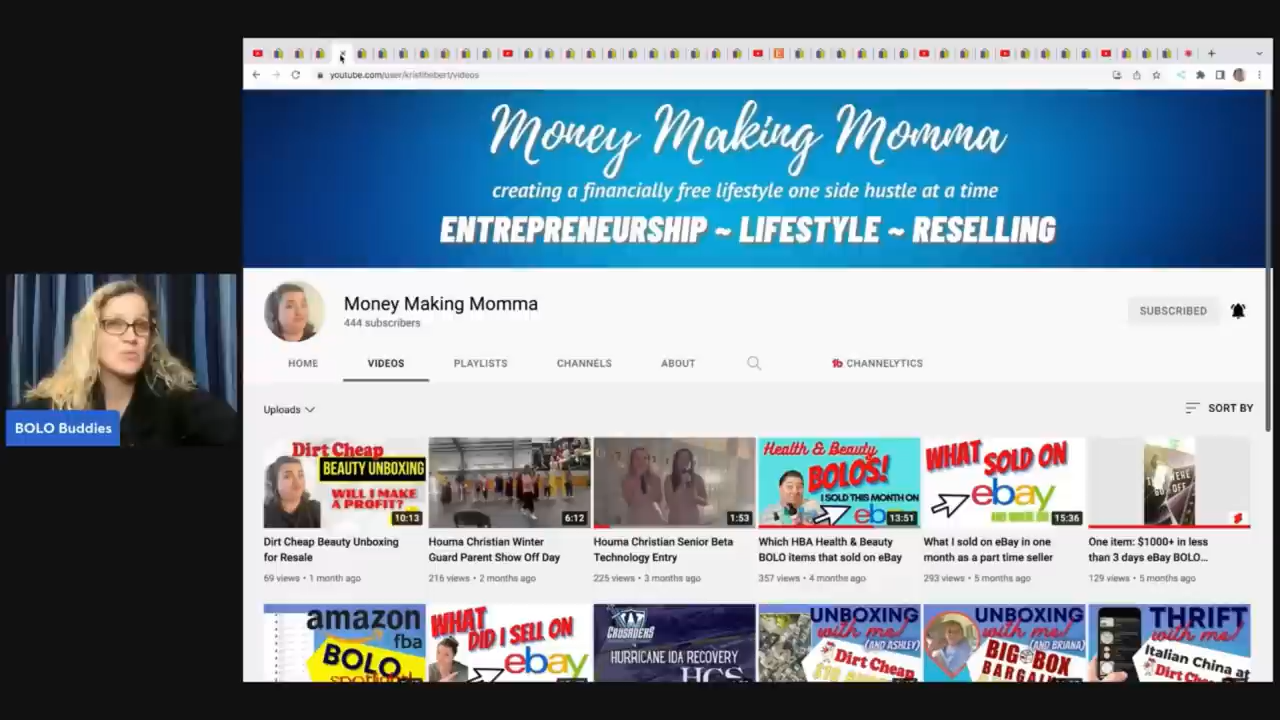 youtube.com/user/kristihebert/videos
Money Making Momma
creating a financially free lifestyle one side hustle at a time
ENTREPRENEURSHIP ~ LIFESTYLE ~ RESELLING
Money Making Momma
444 subscribers
SUBSCRIBED
HOME
VIDEOS
PLAYLISTS
CHANNELS
ABOUT
CHANNELYTICS
BOLO Buddies
Uploads
SORT BY
Dirt Cheap
BEAUTY UNBOXING
WILL I MAKE
A PROFIT?
10:13
6:12
1:53
Health & Beauty
BOLOS!
I SOLD THIS MONTH ON
eb
13:51
WHAT SOLD ON
ebay
15:36
Dirt Cheap Beauty Unboxing
for Resale
69 views • 1 month ago
Houma Christian Winter
Guard Parent Show Off Day
216 views • 2 months ago
Houma Christian Senior Beta
Technology Entry
225 views • 3 months ago
Which HBA Health & Beauty
BOLO items that sold on eBay
357 views • 4 months ago
What I sold on eBay in one
month as a part time seller
293 views • 5 months ago
One item: $1000+ in less
than 3 days eBay BOLO...
129 views • 5 months ago
amazon
fba
BOLO
WHAT
DID I SELL ON
ebay
CRUSADERS
HURRICANE IDA RECOVERY
HCS
UNBOXING
with me!
(AND ASHLEY)
Dirt Cheap
UNBOXING
with me!
(AND BRIANA)
BIG BOX
BARGAIN
THRIFT
with me!
Italian China at
Dirt Che